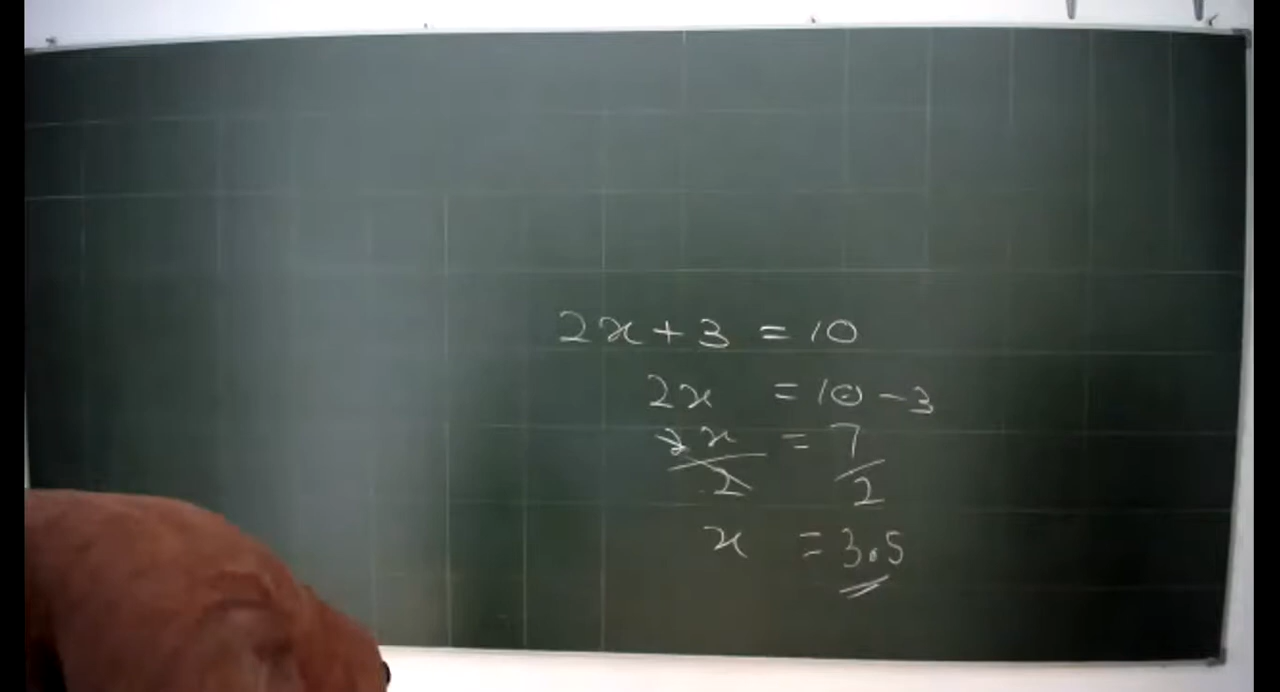 2x + 3 = 10
2x = 10 - 3
2x/2 = 7/2
x = 3.5